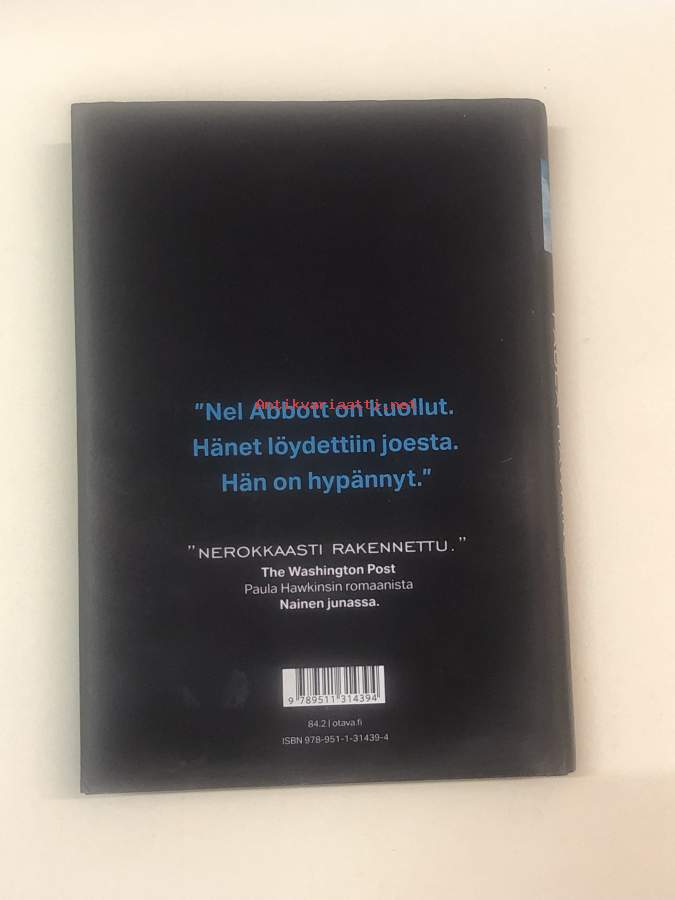 "Nel Abbott on kuollut.
Antikvariaatti.net
Hänet löydettiin joesta.
Hän on hypännyt."
"NEROKKAASTI RAKENNETTU."
The Washington Post
Paula Hawkinsin romaanista
Nainen junassa.
9 789511 314394
84.2 | otava.fi
ISBN 978-951-1-31439-4